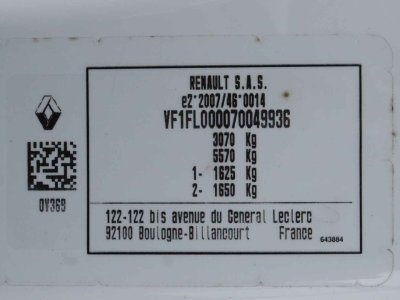 RENAULT S.A.S.
e2*2007/46*0014
VF1FL000070049936
3070 Kg
5570 Kg
1- 1625 Kg
2- 1650 Kg
0Y369
122-122 bis avenue du General Leclerc
92100 Boulogne-Billancourt France
643884